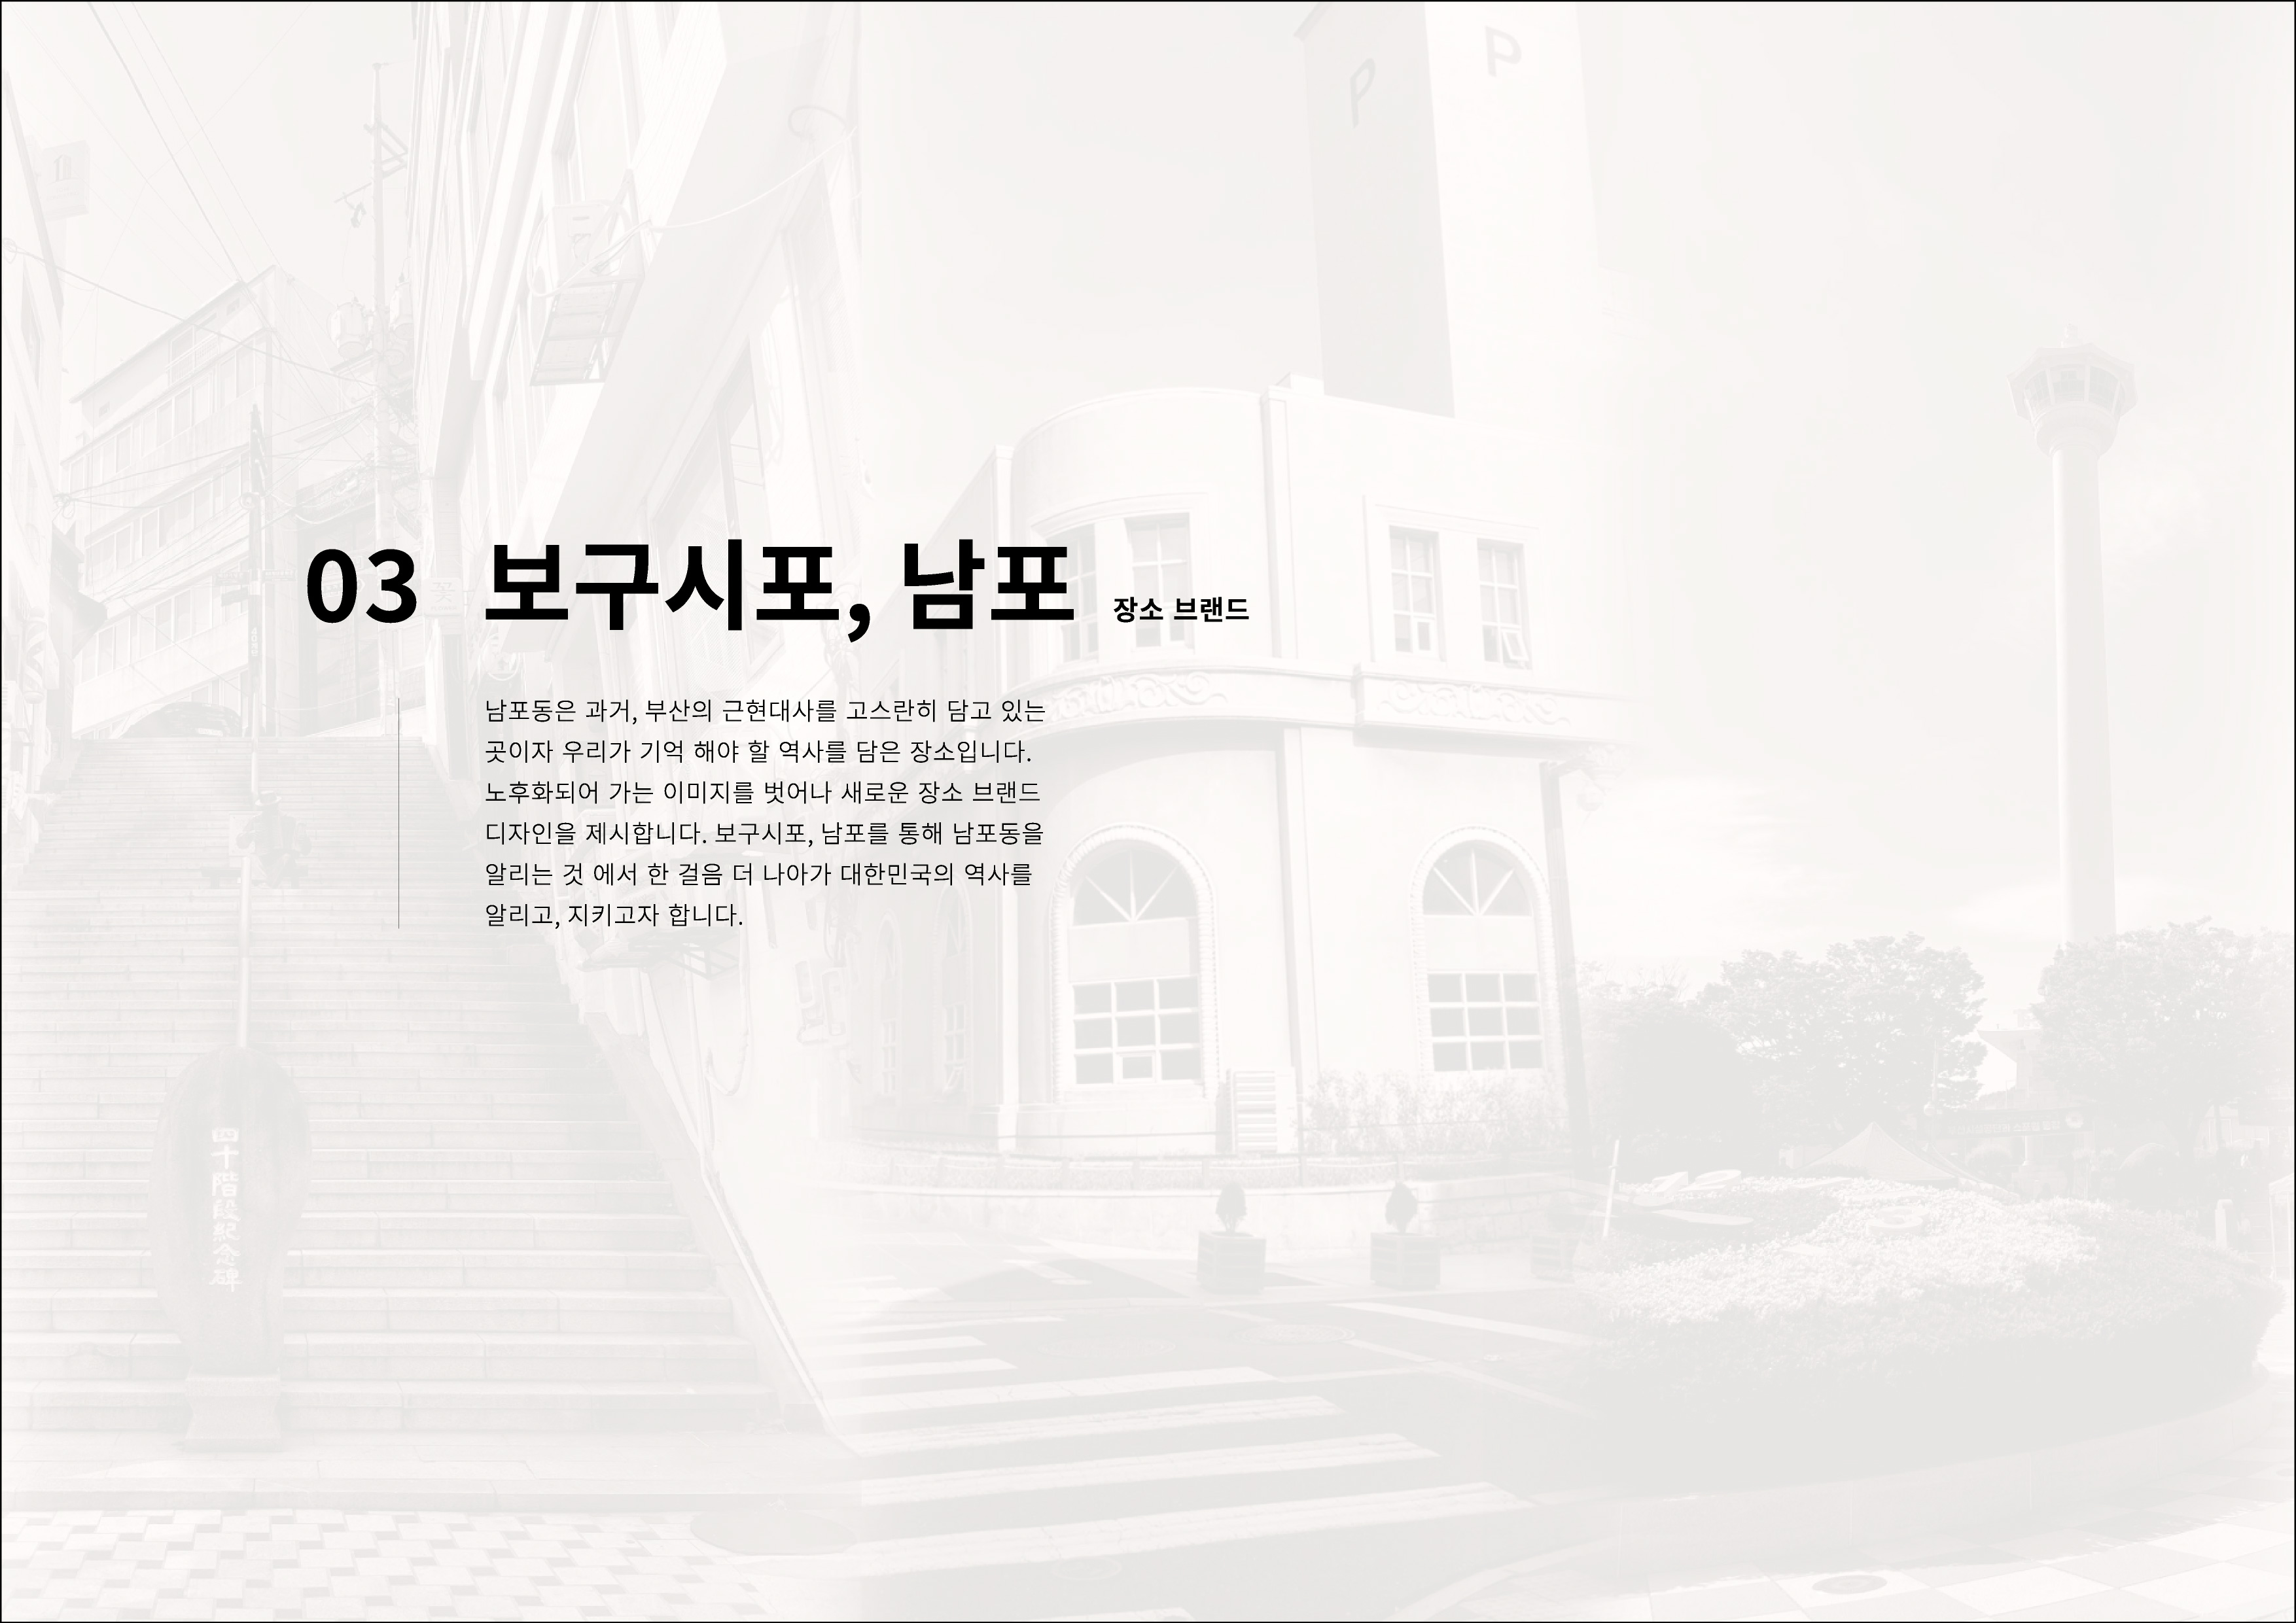 03 보구시포, 남포 장소 브랜드
남포동은 과거, 부산의 근현대사를 고스란히 담고 있는
곳이자 우리가 기억 해야 할 역사를 담은 장소입니다.
노후화되어 가는 이미지를 벗어나 새로운 장소 브랜드
디자인을 제시합니다. 보구시포, 남포를 통해 남포동을
알리는 것 에서 한 걸음 더 나아가 대한민국의 역사를
알리고, 지키고자 합니다.
P
P
四十階段紀念碑